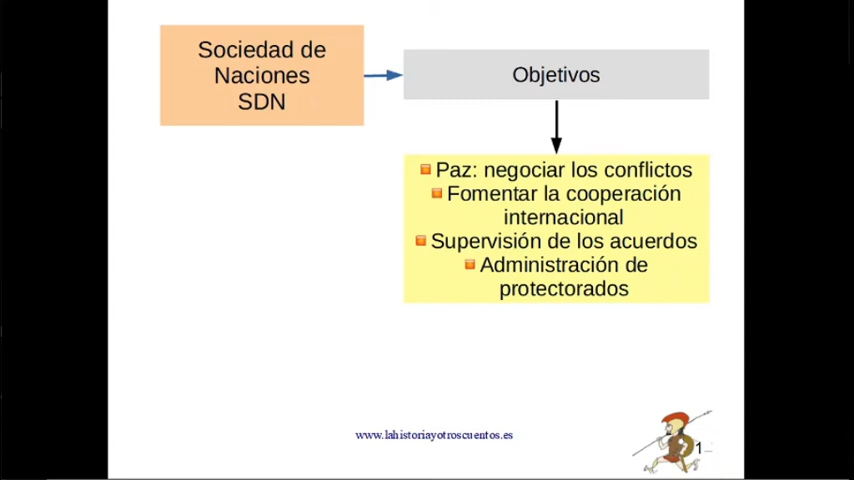 Sociedad de
Naciones
SDN
Objetivos
Paz: negociar los conflictos
Fomentar la cooperación
internacional
Supervisión de los acuerdos
Administración de
protectorados
www.lahistoriayotroscuentos.es
1